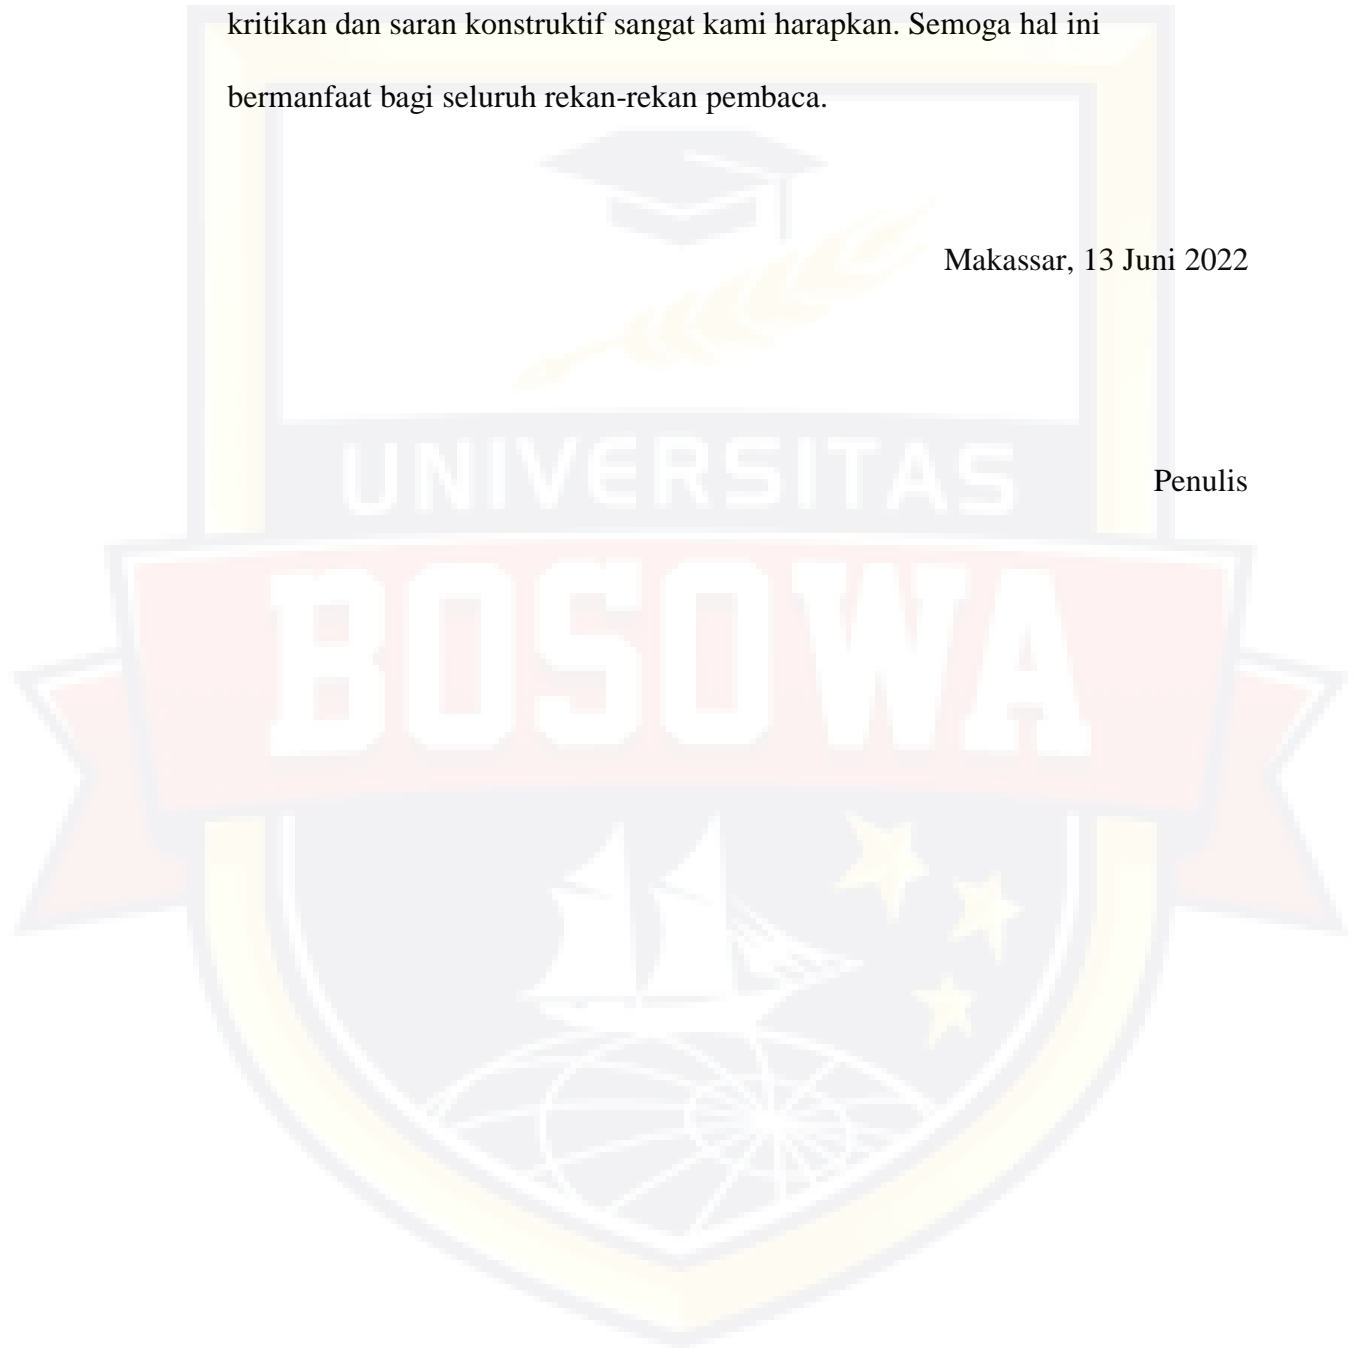 kritikan dan saran konstruktif sangat kami harapkan. Semoga hal ini
bermanfaat bagi seluruh rekan-rekan pembaca.
Makassar, 13 Juni 2022
Penulis
UNIVERSITAS
BOSOWA